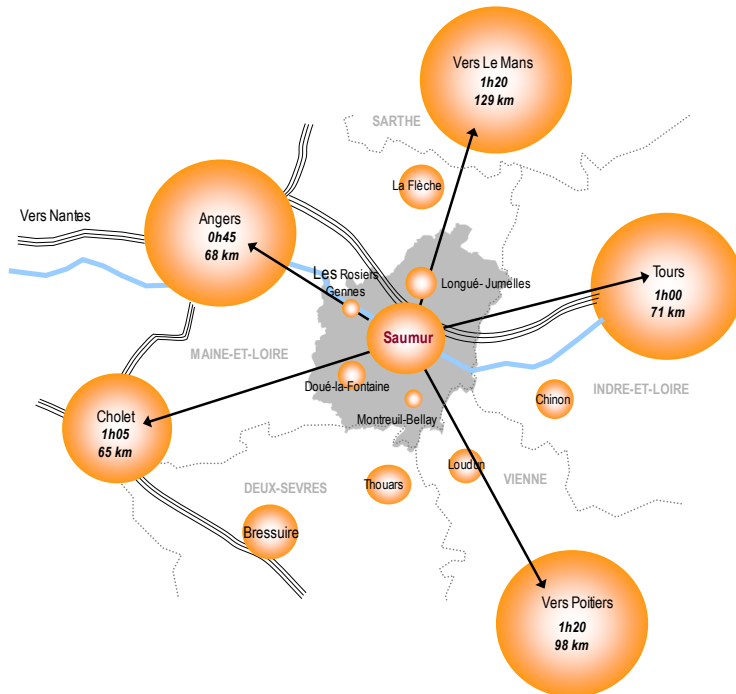 Vers Le Mans
1h20
129 km
SARTHE
La Flèche
Vers Nantes
Angers
0h45
68 km
Les Rosiers
Gennes
Longué- Jumelles
Tours
1h00
71 km
Saumur
MAINE-ET-LOIRE
Doué-la-Fontaine
INDRE-ET-LOIRE
Chinon
Cholet
1h05
65 km
Montreuil-Bellay
Loudun
VIENNE
DEUX-SEVRES
Thouars
Bressuire
Vers Poitiers
1h20
98 km